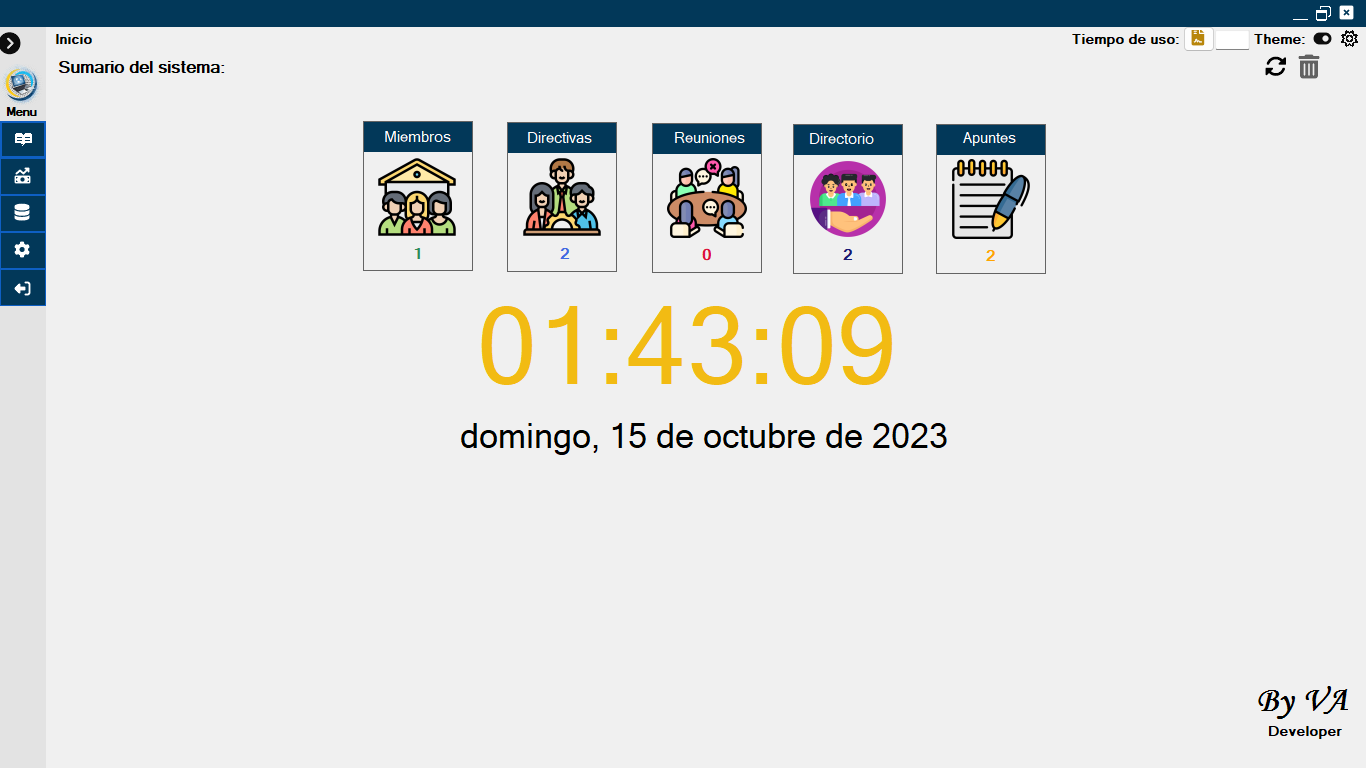 Inicio
Tiempo de uso:
Theme:
Sumario del sistema:
Menu
Miembros
Directivas
Reuniones
Directorio
Apuntes
1
2
0
2
2
01:43:09
domingo, 15 de octubre de 2023
By VA
Developer